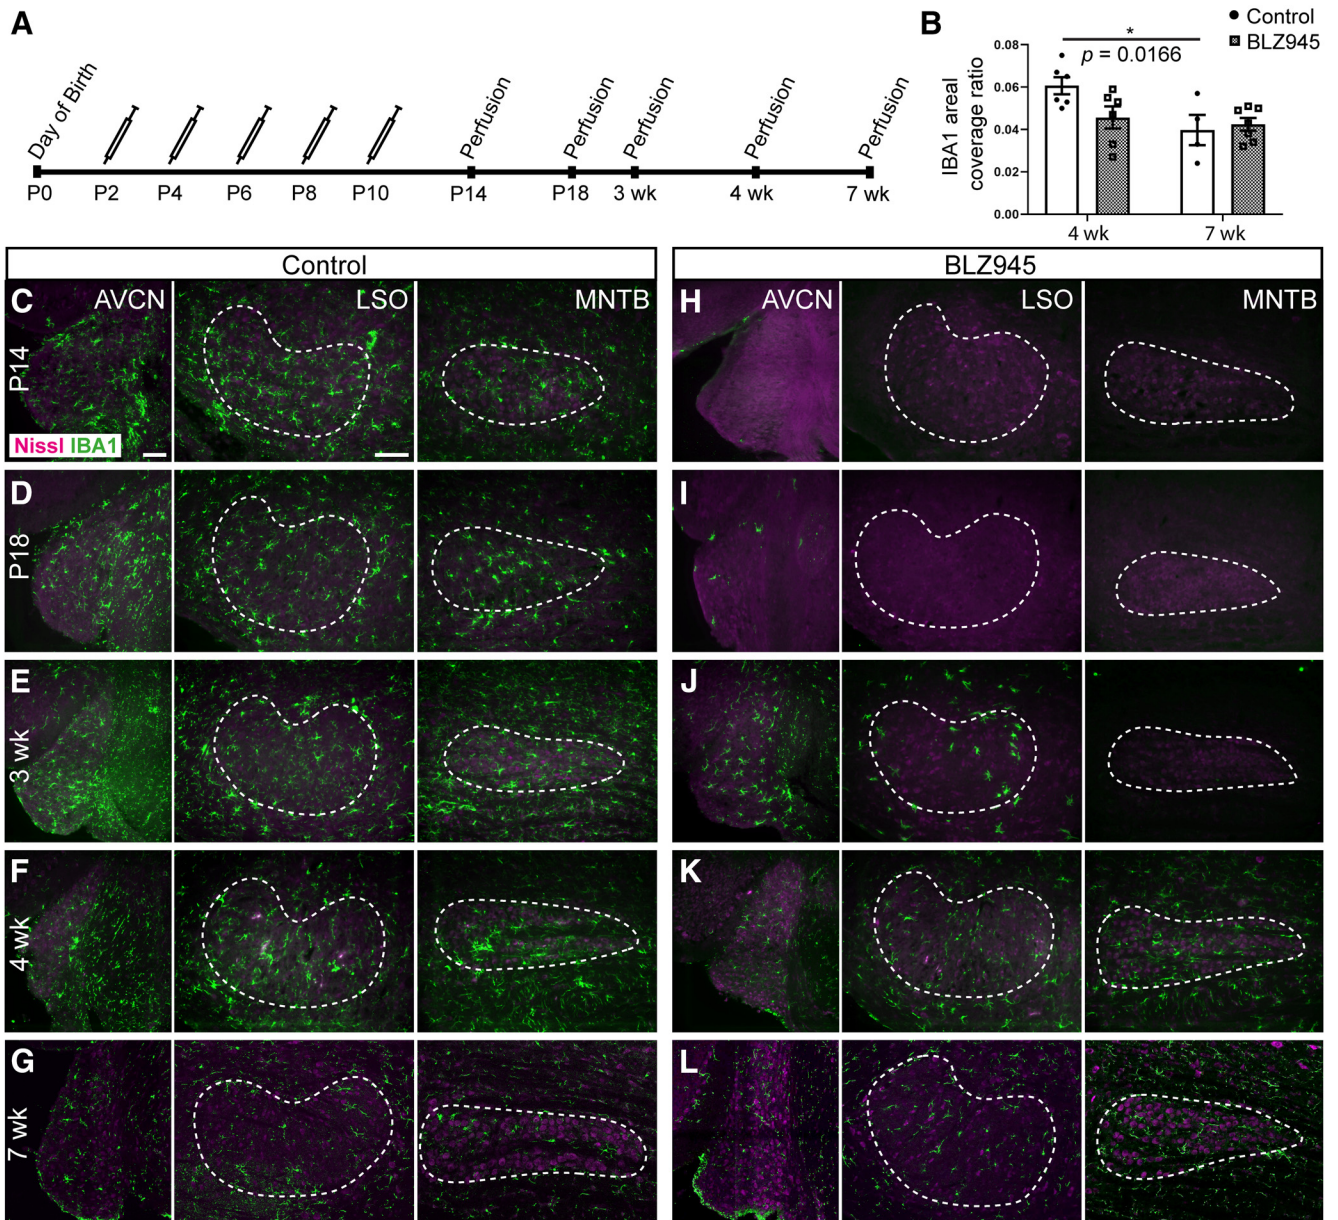 A
Day of Birth
Perfusion
Perfusion
Perfusion
Perfusion
Perfusion
P0 P2 P4 P6 P8 P10 P14 P18 3 wk 4 wk 7 wk
B
Control
BLZ945
*
p = 0.0166
IBA1 areal
coverage ratio
0.08
0.06
0.04
0.02
0.00
4 wk 7 wk
Control
BLZ945
C AVCN LSO MNTB
P14
Nissl IBA1
H AVCN LSO MNTB
D
P18
I
E
3 wk
J
F
4 wk
K
G
7 wk
L